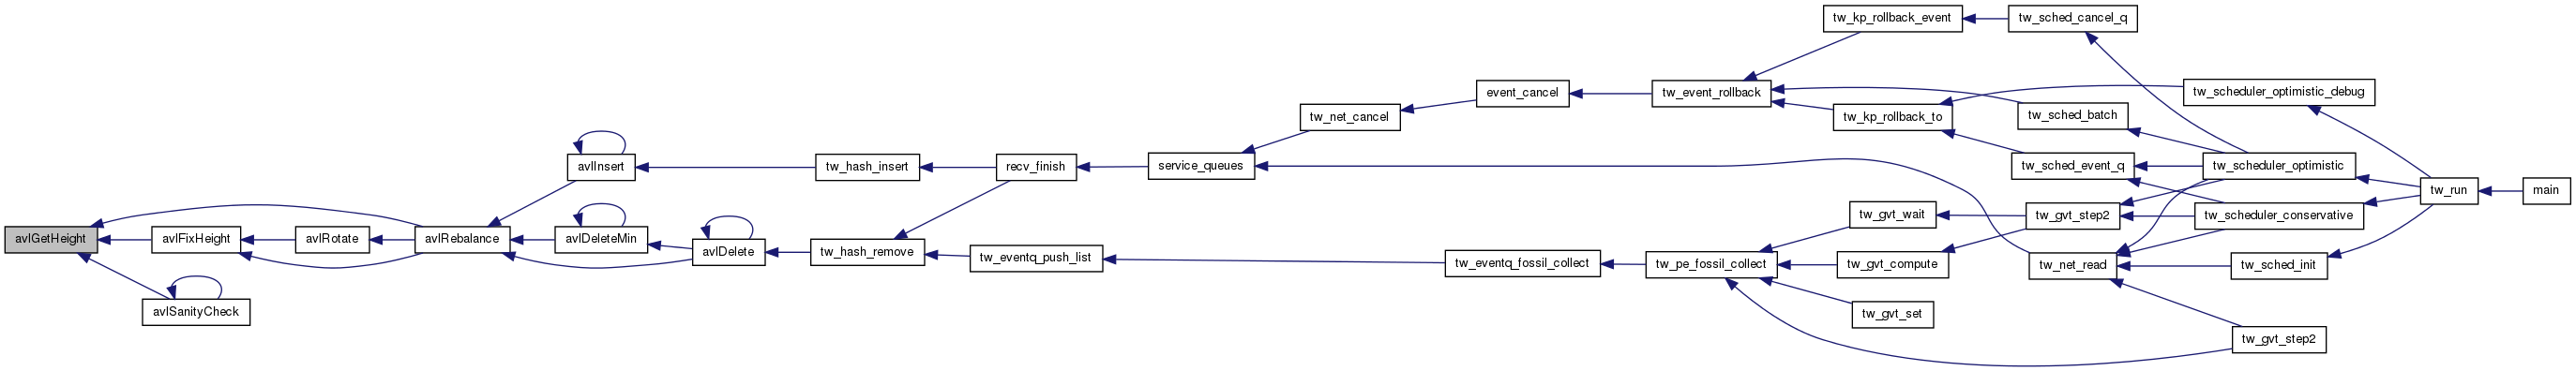 avlGetHeight
avlFixHeight
avlSanityCheck
avlRotate
avlRebalance
avlInsert
avlDeleteMin
avlDelete
tw_hash_insert
tw_hash_remove
recv_finish
tw_eventq_push_list
service_queues
tw_net_cancel
event_cancel
tw_eventq_fossil_collect
tw_event_rollback
tw_pe_fossil_collect
tw_kp_rollback_event
tw_kp_rollback_to
tw_gvt_wait
tw_gvt_compute
tw_gvt_set
tw_sched_cancel_q
tw_sched_batch
tw_sched_event_q
tw_gvt_step2
tw_net_read
tw_scheduler_optimistic_debug
tw_scheduler_optimistic
tw_scheduler_conservative
tw_sched_init
tw_gvt_step2
tw_run
main